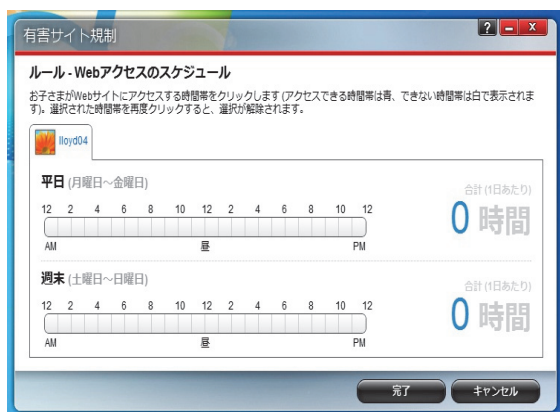 有害サイト規制
? - X
ルール - Webアクセスのスケジュール
お子さまがWebサイトにアクセスする時間帯をクリックします (アクセスできる時間帯は青、できない時間帯は白で表示されま
す)。選択された時間帯を再度クリックすると、選択が解除されます。
lloyd04
平日 (月曜日～金曜日)
合計 (1日あたり)
12 2 4 6 8 10 12 2 4 6 8 10 12
0 時間
AM 昼 PM
週末 (土曜日～日曜日)
合計 (1日あたり)
12 2 4 6 8 10 12 2 4 6 8 10 12
0 時間
AM 昼 PM
完了 キャンセル